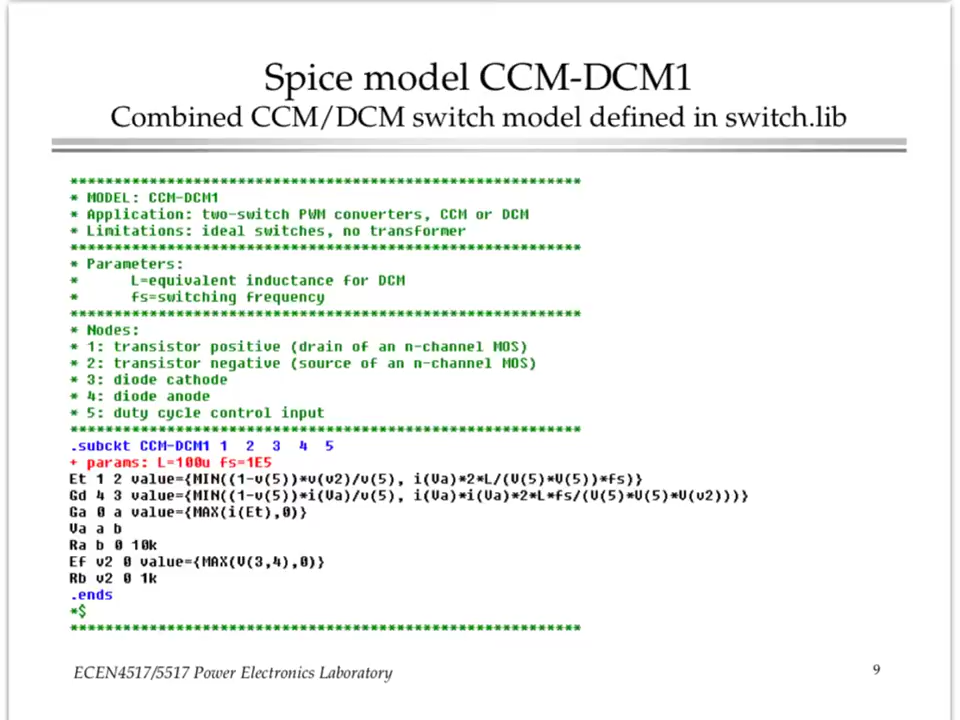 Spice model CCM-DCM1
Combined CCM/DCM switch model defined in switch.lib
**********************************************************
* MODEL: CCM-DCM1
* Application: two-switch PWM converters, CCM or DCM
* Limitations: ideal switches, no transformer
**********************************************************
* Parameters:
*      L=equivalent inductance for DCM
*      fs=switching frequency
**********************************************************
* Nodes:
* 1: transistor positive (drain of an n-channel MOS)
* 2: transistor negative (source of an n-channel MOS)
* 3: diode cathode
* 4: diode anode
* 5: duty cycle control input
**********************************************************
.subckt CCM-DCM1 1  2  3  4  5
+ params: L=100u fs=1E5
Et 1 2 value={MIN((1-v(5))*v(v2)/v(5), i(Va)*2*L/(V(5)*V(5))*fs)}
Gd 4 3 value={MIN((1-v(5))*i(Va)/v(5), i(Va)*i(Va)*2*L*fs/(V(5)*V(5)*V(v2)))}
Ga 0 a value={MAX(i(Et),0)}
Va a b
Ra b 0 10k
Ef v2 0 value={MAX(V(3,4),0)}
Rb v2 0 1k
.ends
*$
**********************************************************
ECEN4517/5517 Power Electronics Laboratory
9